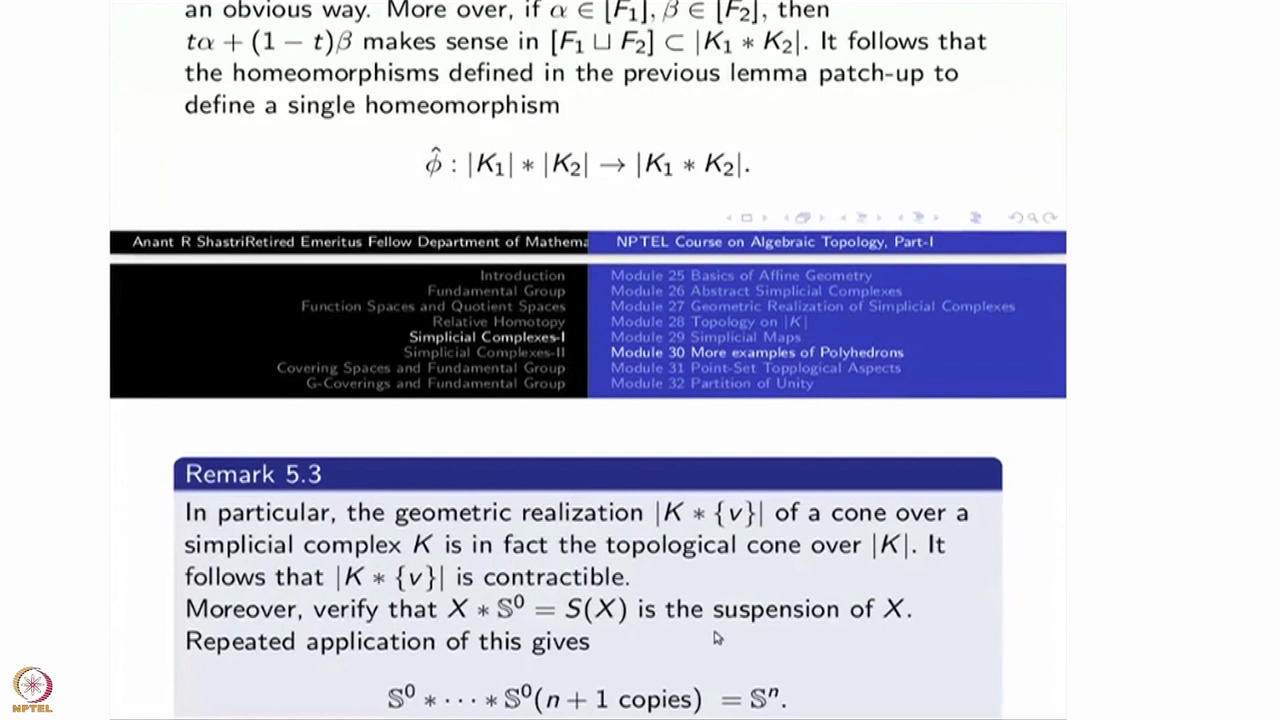 an obvious way. More over, if α ∈ [F₁], β ∈ [F₂], then
tα + (1 − t)β makes sense in [F₁ ⊔ F₂] ⊂ |K₁ ∗ K₂|. It follows that
the homeomorphisms defined in the previous lemma patch-up to
define a single homeomorphism
φ̂ : |K₁| ∗ |K₂| → |K₁ ∗ K₂|.
Anant R ShastriRetired Emeritus Fellow Department of Mathema
NPTEL Course on Algebraic Topology, Part-I
Introduction
Fundamental Group
Function Spaces and Quotient Spaces
Relative Homotopy
Simplicial Complexes-I
Simplicial Complexes-II
Covering Spaces and Fundamental Group
G-Coverings and Fundamental Group
Module 25 Basics of Affine Geometry
Module 26 Abstract Simplicial Complexes
Module 27 Geometric Realization of Simplicial Complexes
Module 28 Topology on |K|
Module 29 Simplicial Maps
Module 30 More examples of Polyhedrons
Module 31 Point-Set Topplogical Aspects
Module 32 Partition of Unity
Remark 5.3
In particular, the geometric realization |K ∗ {v}| of a cone over a
simplicial complex K is in fact the topological cone over |K|. It
follows that |K ∗ {v}| is contractible.
Moreover, verify that X ∗ 𝕊⁰ = S(X) is the suspension of X.
Repeated application of this gives
𝕊⁰ ∗ · · · ∗ 𝕊⁰(n + 1 copies) = 𝕊ⁿ.
NPTEL